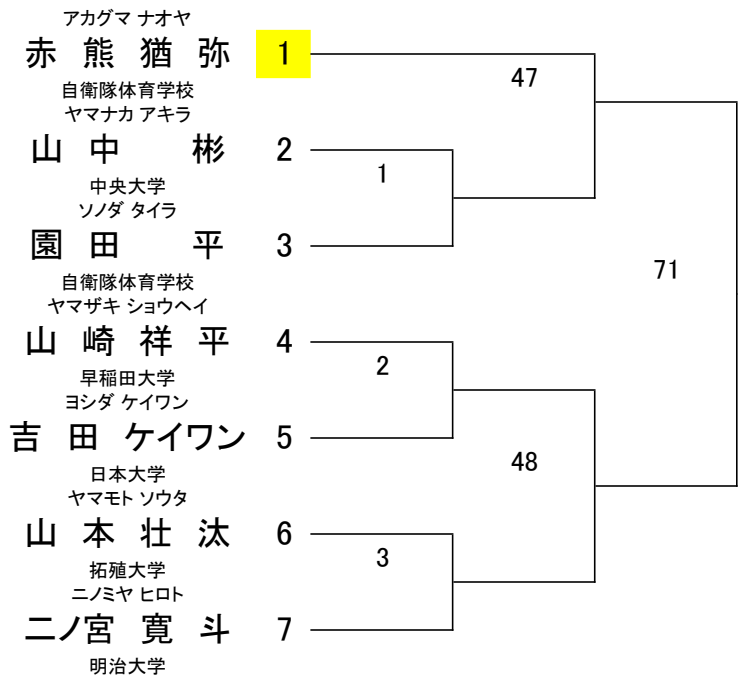 アカグマ ナオヤ
赤 熊 猶 弥 1
47
自衛隊体育学校
ヤマナカ アキラ
山 中 彬 2
1
中央大学
ソノダ タイラ
園 田 平 3
71
自衛隊体育学校
ヤマザキ ショウヘイ
山 崎 祥 平 4
2
早稲田大学
ヨシダ ケイワン
吉 田 ケイワン 5
48
日本大学
ヤマモト ソウタ
山 本 壮 汰 6
3
拓殖大学
ニノミヤ ヒロト
二ノ宮 寛 斗 7
明治大学